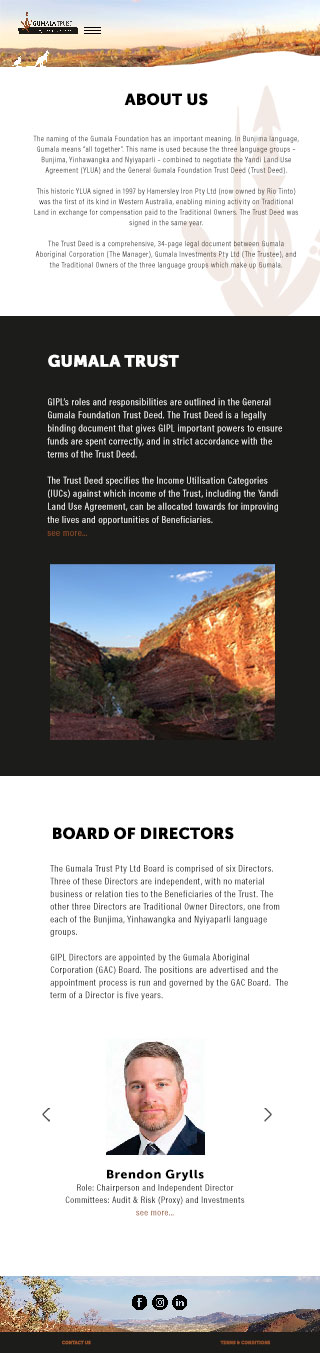 GUMALA TRUST
ABOUT US
The naming of the Gumala Foundation has an important meaning. In Bunjima language,
Gumala means "all together". This name is used because the three language groups –
Bunjima, Yinhawangka and Nyiyaparli – combined to negotiate the Yandi Land Use
Agreement (YLUA) and the General Gumala Foundation Trust Deed (Trust Deed).
This historic YLUA signed in 1997 by Hamersley Iron Pty Ltd (now owned by Rio Tinto)
was the first of its kind in Western Australia, enabling mining activity on Traditional
Land in exchange for compensation paid to the Traditional Owners. The Trust Deed was
signed in the same year.
The Trust Deed is a comprehensive, 34-page legal document between Gumala
Aboriginal Corporation (The Manager), Gumala Investments Pty Ltd (The Trustee), and
the Traditional Owners of the three language groups which make up Gumala.
GUMALA TRUST
GIPL's roles and responsibilities are outlined in the General
Gumala Foundation Trust Deed. The Trust Deed is a legally
binding document that gives GIPL important powers to ensure
funds are spent correctly, and in strict accordance with the
terms of the Trust Deed.
The Trust Deed specifies the Income Utilisation Categories
(IUCs) against which income of the Trust, including the Yandi
Land Use Agreement, can be allocated towards for improving
the lives and opportunities of Beneficiaries.
see more...
BOARD OF DIRECTORS
The Gumala Trust Pty Ltd Board is comprised of six Directors.
Three of these Directors are independent, with no material
business or relation ties to the Beneficiaries of the Trust. The
other three Directors are Traditional Owner Directors, one from
each of the Bunjima, Yinhawangka and Nyiyaparli language
groups.
GIPL Directors are appointed by the Gumala Aboriginal
Corporation (GAC) Board. The positions are advertised and the
appointment process is run and governed by the GAC Board. The
term of a Director is five years.
Brendon Grylls
Role: Chairperson and Independent Director
Committees: Audit & Risk (Proxy) and Investments
see more...
CONTACT US
TERMS & CONDITIONS